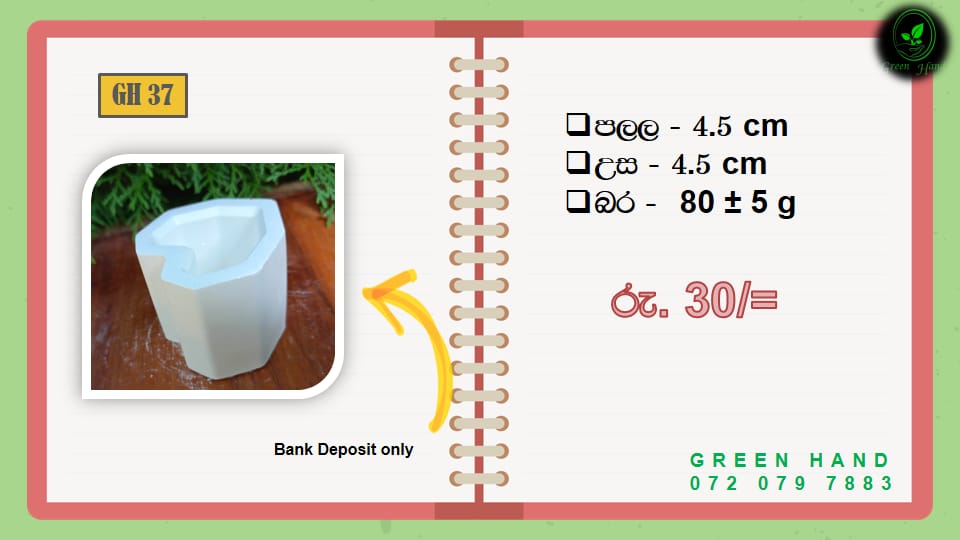 Green Hand
GH 37
පලල - 4.5 cm
උස - 4.5 cm
බර - 80 ± 5 g
රු. 30/=
Bank Deposit only
GREEN HAND
072 079 7883